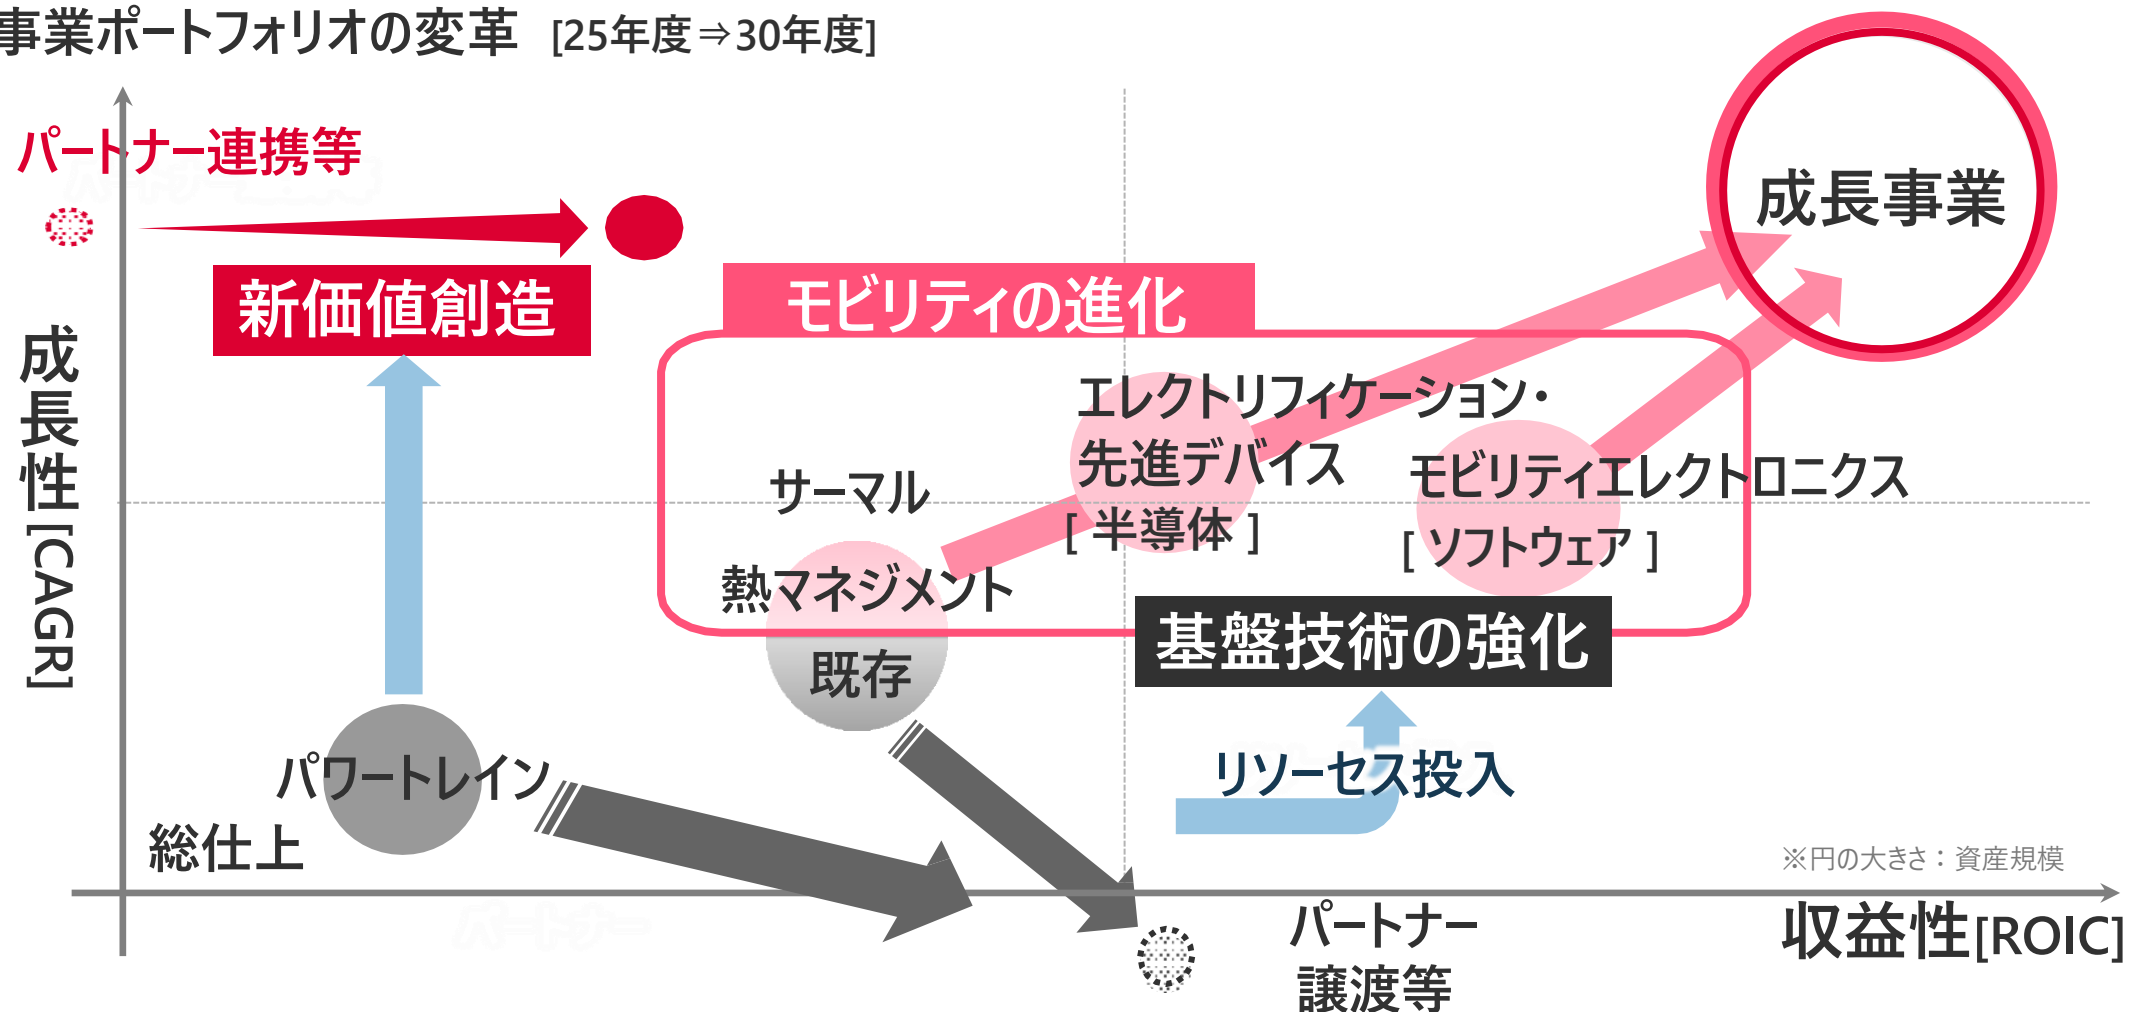 事業ポートフォリオの変革 [25年度⇒30年度]
パートナー連携等
新価値創造
モビリティの進化
成長事業
成長性[CAGR]
エレクトリフィケーション・
先進デバイス
[ 半導体 ]
サーマル
熱マネジメント
既存
モビリティエレクトロニクス
[ ソフトウェア ]
基盤技術の強化
リソーセス投入
パワートレイン
総仕上
※円の大きさ：資産規模
収益性[ROIC]
パートナー
譲渡等